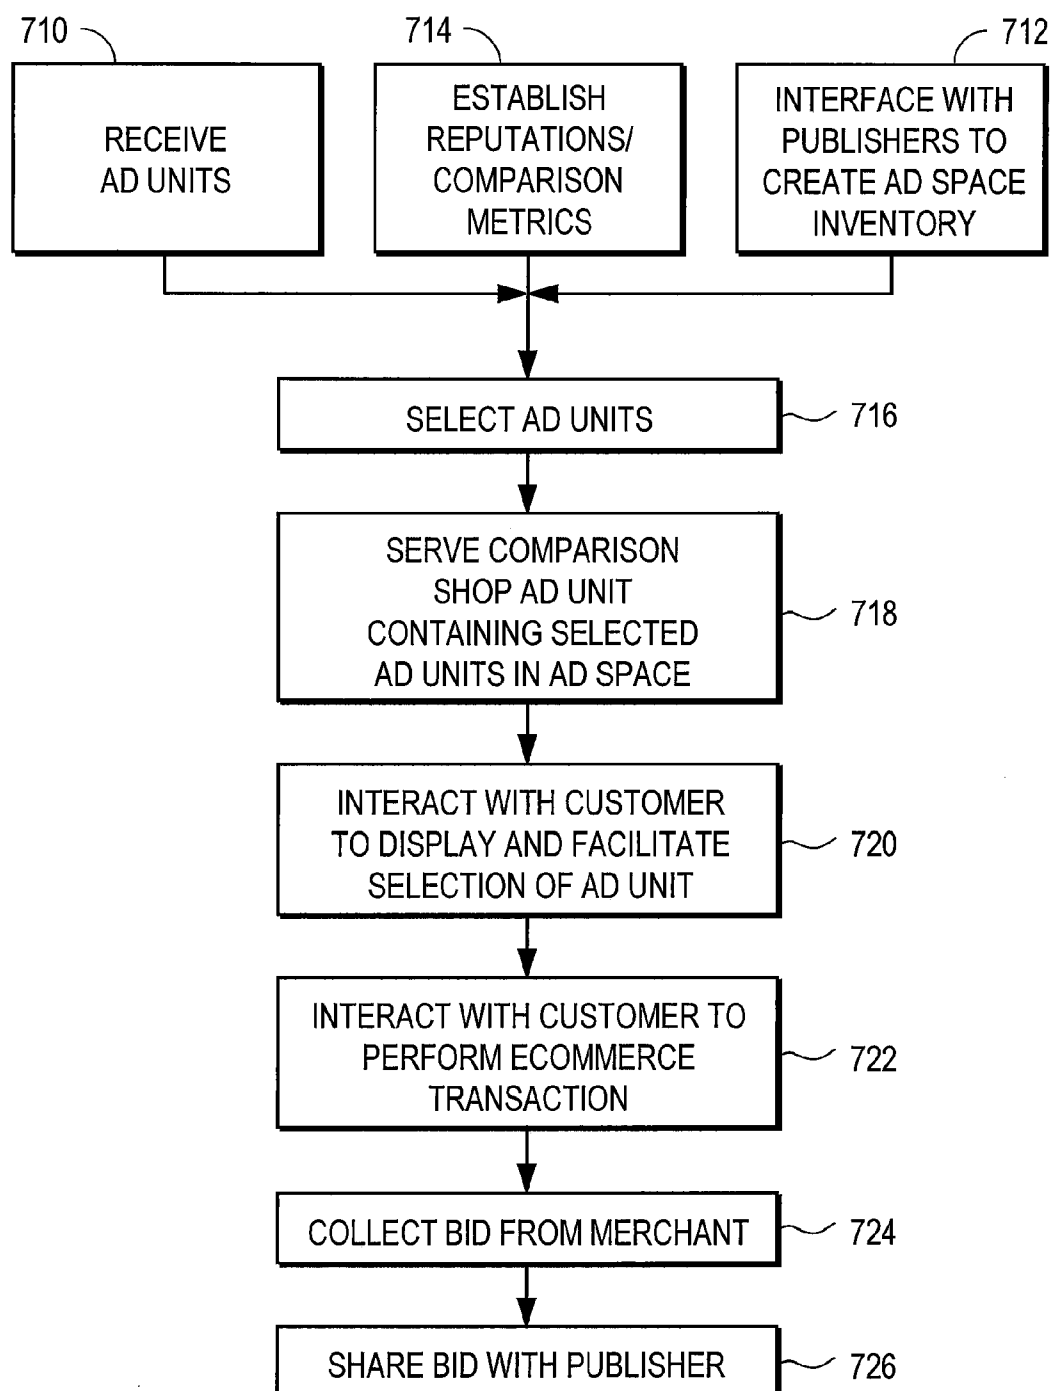 710
714
712
RECEIVE
AD UNITS
ESTABLISH
REPUTATIONS/
COMPARISON
METRICS
INTERFACE WITH
PUBLISHERS TO
CREATE AD SPACE
INVENTORY
SELECT AD UNITS
716
SERVE COMPARISON
SHOP AD UNIT
CONTAINING SELECTED
AD UNITS IN AD SPACE
718
INTERACT WITH CUSTOMER
TO DISPLAY AND FACILITATE
SELECTION OF AD UNIT
720
INTERACT WITH CUSTOMER TO
PERFORM ECOMMERCE
TRANSACTION
722
COLLECT BID FROM MERCHANT
724
SHARE BID WITH PUBLISHER
726